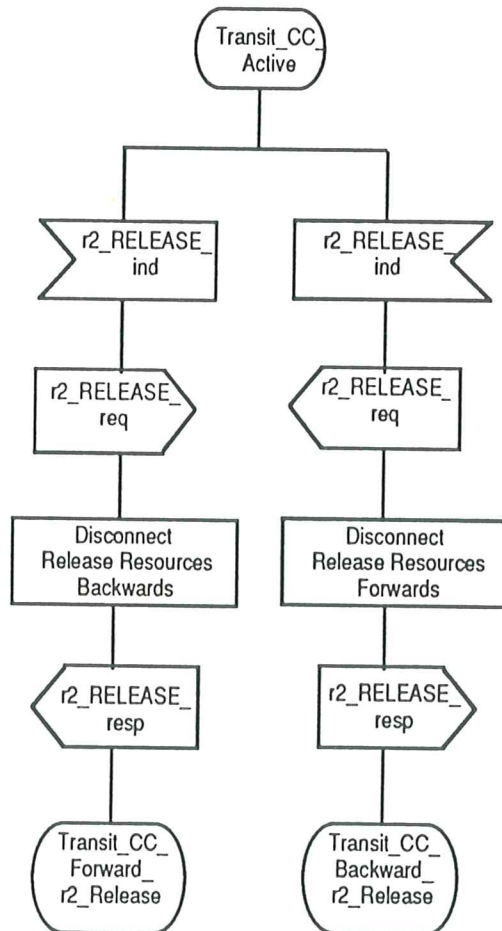 Transit_CC_
Active
r2_RELEASE_
ind
r2_RELEASE_
ind
r2_RELEASE_
req
r2_RELEASE_
req
Disconnect
Release Resources
Backwards
Disconnect
Release Resources
Forwards
r2_RELEASE_
resp
r2_RELEASE_
resp
Transit_CC_
Forward_
r2_Release
Transit_CC_
Backward_
r2_Release